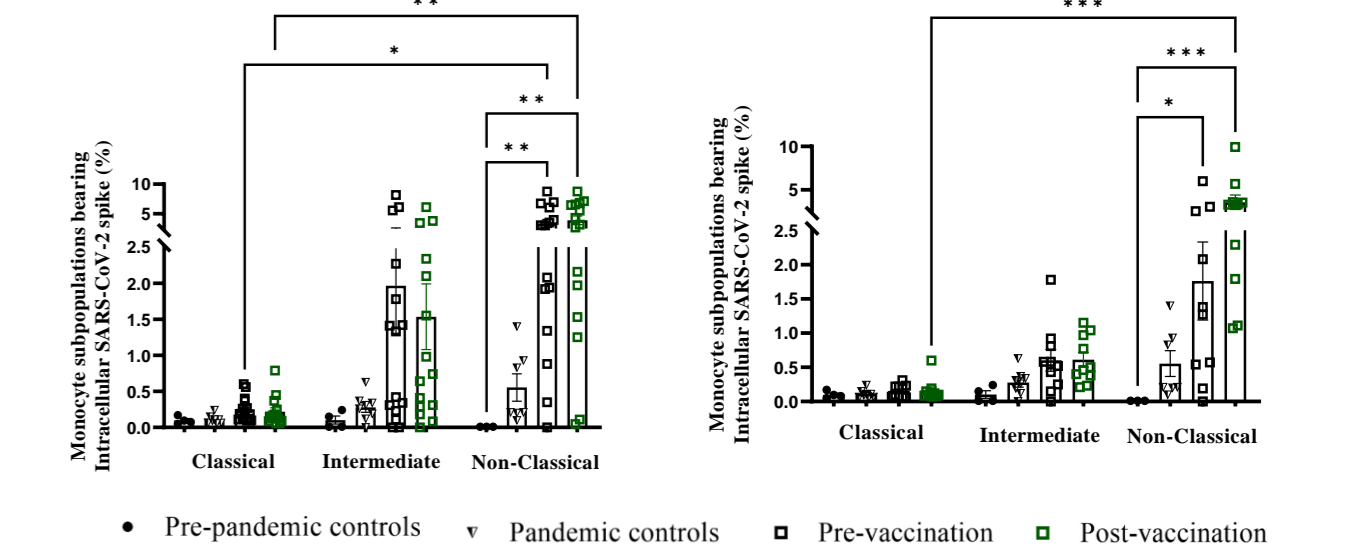 * *
*
* *
* *
Monocyte subpopulations bearing
Intracellular SARS-CoV-2 spike (%)
10
5
2.5
2.0
1.5
1.0
0.5
0.0
Classical
Intermediate
Non-Classical
* * *
* * *
*
Monocyte subpopulations bearing
Intracellular SARS-CoV-2 spike (%)
10
5
2.5
2.0
1.5
1.0
0.5
0.0
Classical
Intermediate
Non-Classical
Pre-pandemic controls
Pandemic controls
Pre-vaccination
Post-vaccination